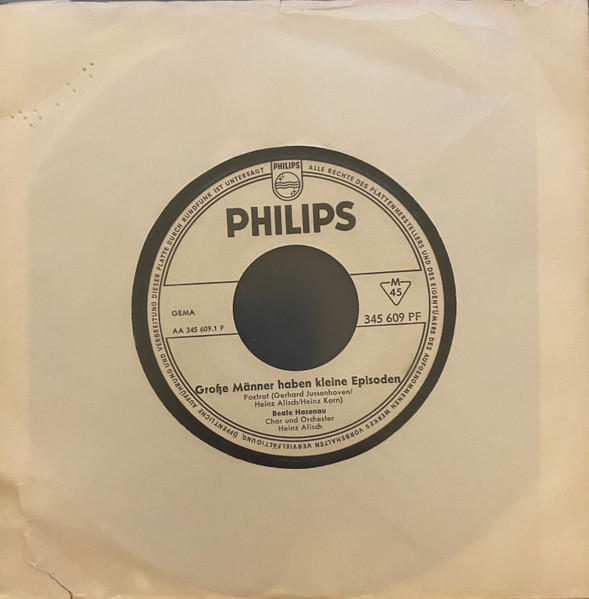 PHILIPS
ALLE RECHTE DES PLATTENHERSTELLERS UND DES EIGENTÜMERS DES AUFGENOMMENEN WERKES VORBEHALTEN VERVIELFÄLTIGUNG, ÖFFENTLICHE AUFFÜHRUNG UND VERBREITUNG DIESER PLATTE DURCH RUNDFUNK IST UNTERSAGT
PHILIPS
GEMA
M
45
AA 345 609.1 F
345 609 PF
Große Männer haben kleine Episoden
Foxtrot (Gerhard Jussenhoven/
Heinz Alisch/Heinz Korn)
Beate Hasenau
Chor und Orchester
Heinz Alisch